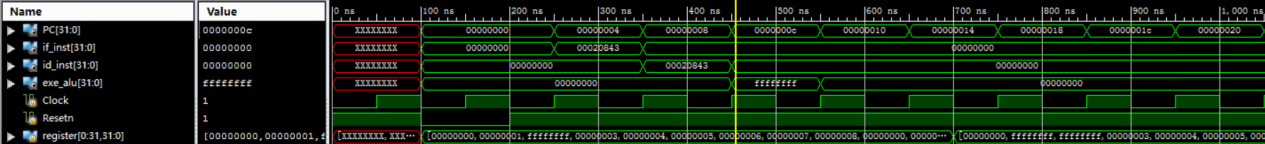 Name Value 0 ns 100 ns 200 ns 300 ns 400 ns 500 ns 600 ns 700 ns 800 ns 900 ns 1,000 ns
PC[31:0] 0000000c XXXXXXXX 00000000 00000004 00000008 0000000c 00000010 00000014 00000018 0000001c 00000020
if_inst[31:0] 00000000 XXXXXXXX 00000000 00020843 00000000
id_inst[31:0] 00000000 XXXXXXXX 00000000 00020843 00000000
exe_alu[31:0] ffffffff XXXXXXXX 00000000 ffffffff 00000000
Clock 1
Resetn 1
register[0:31,31:0] [00000000,00000001,f [XXXXXXXX, XXX... [00000000, 00000001, ffffffff, 00000003, 00000004, 00000005, 00000006, 00000007, 00000008, 00000000, 00000... [00000000, ffffffff, ffffffff, 00000003, 00000004, 00000005, 000